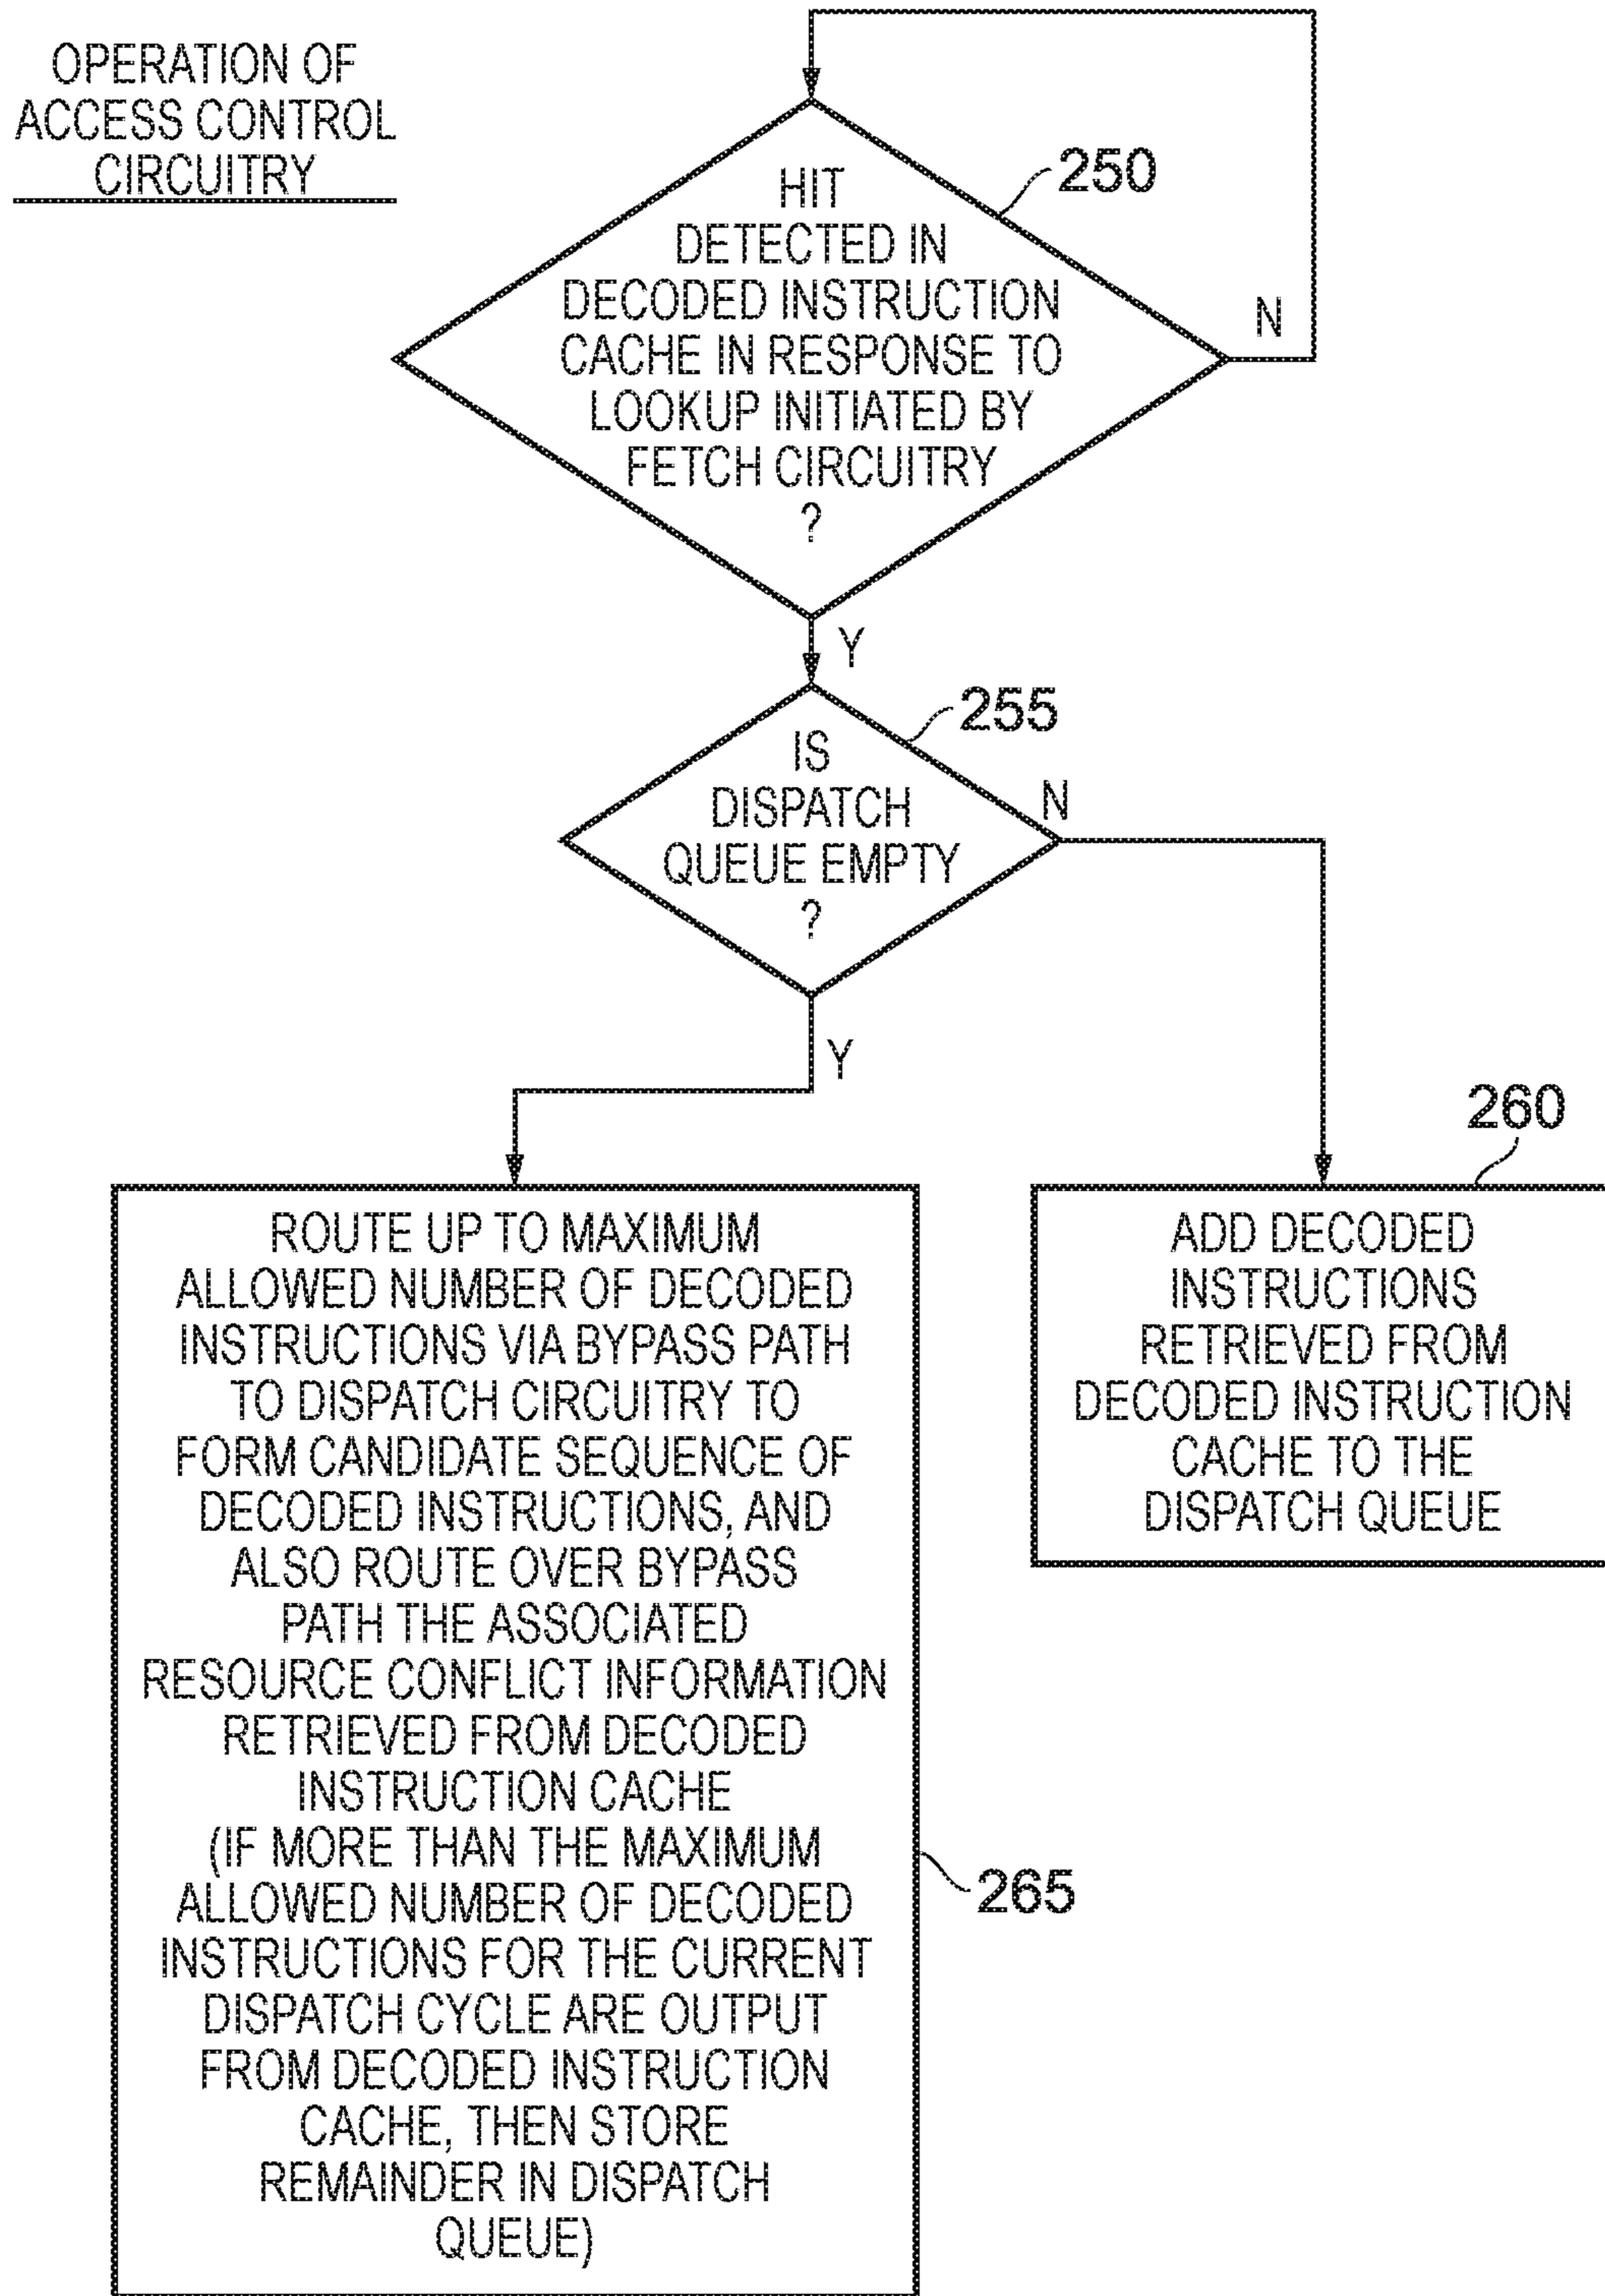 OPERATION OF
ACCESS CONTROL
CIRCUITRY
HIT
DETECTED IN
DECODED INSTRUCTION
CACHE IN RESPONSE TO
LOOKUP INITIATED BY
FETCH CIRCUITRY
?
250
N
Y
255
IS
DISPATCH
QUEUE EMPTY
?
N
Y
260
ROUTE UP TO MAXIMUM
ALLOWED NUMBER OF DECODED
INSTRUCTIONS VIA BYPASS PATH
TO DISPATCH CIRCUITRY TO
FORM CANDIDATE SEQUENCE OF
DECODED INSTRUCTIONS, AND
ALSO ROUTE OVER BYPASS
PATH THE ASSOCIATED
RESOURCE CONFLICT INFORMATION
RETRIEVED FROM DECODED
INSTRUCTION CACHE
(IF MORE THAN THE MAXIMUM
ALLOWED NUMBER OF DECODED
INSTRUCTIONS FOR THE CURRENT
DISPATCH CYCLE ARE OUTPUT
FROM DECODED INSTRUCTION
CACHE, THEN STORE
REMAINDER IN DISPATCH
QUEUE)
265
ADD DECODED
INSTRUCTIONS
RETRIEVED FROM
DECODED INSTRUCTION
CACHE TO THE
DISPATCH QUEUE